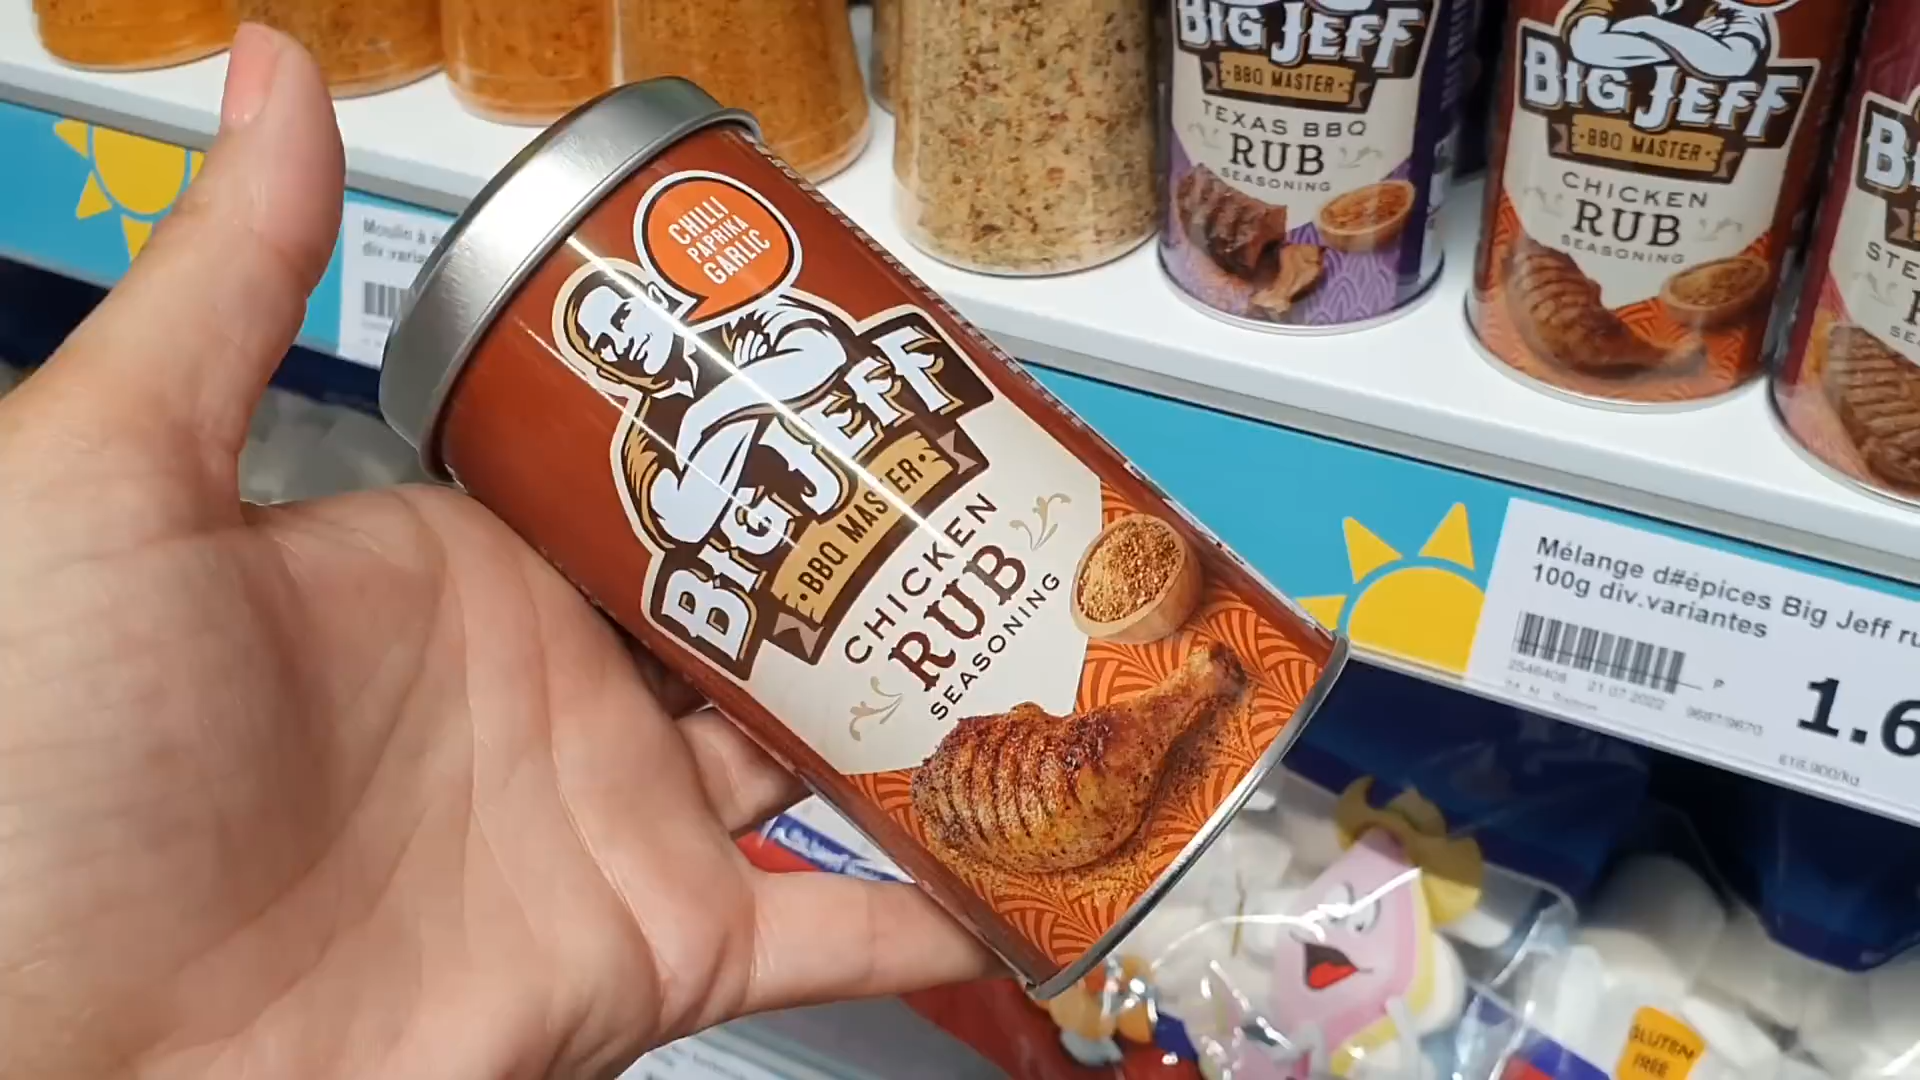 CHILLI
PAPRIKA
GARLIC
BIG JEFF
BBQ MASTER
CHICKEN
RUB
SEASONING
BIG JEFF
BBQ MASTER
TEXAS BBQ
RUB
SEASONING
BIG JEFF
BBQ MASTER
CHICKEN
RUB
SEASONING
Mélange d#épices Big Jeff ru
100g div.variantes
2546408 21.07.2022
1.6
GLUTEN
FREE